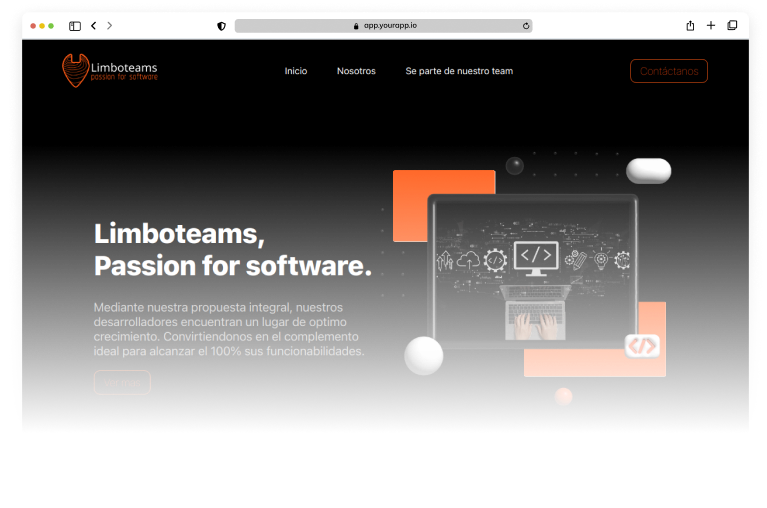 app.yourapp.io
Limboteams
passion for software
Inicio
Nosotros
Se parte de nuestro team
Contáctanos
Limboteams,
Passion for software.
Mediante nuestra propuesta integral, nuestros
desarrolladores encuentran un lugar de optimo
crecimiento. Convirtiendonos en el complemento
ideal para alcanzar el 100% sus funcionabilidades.